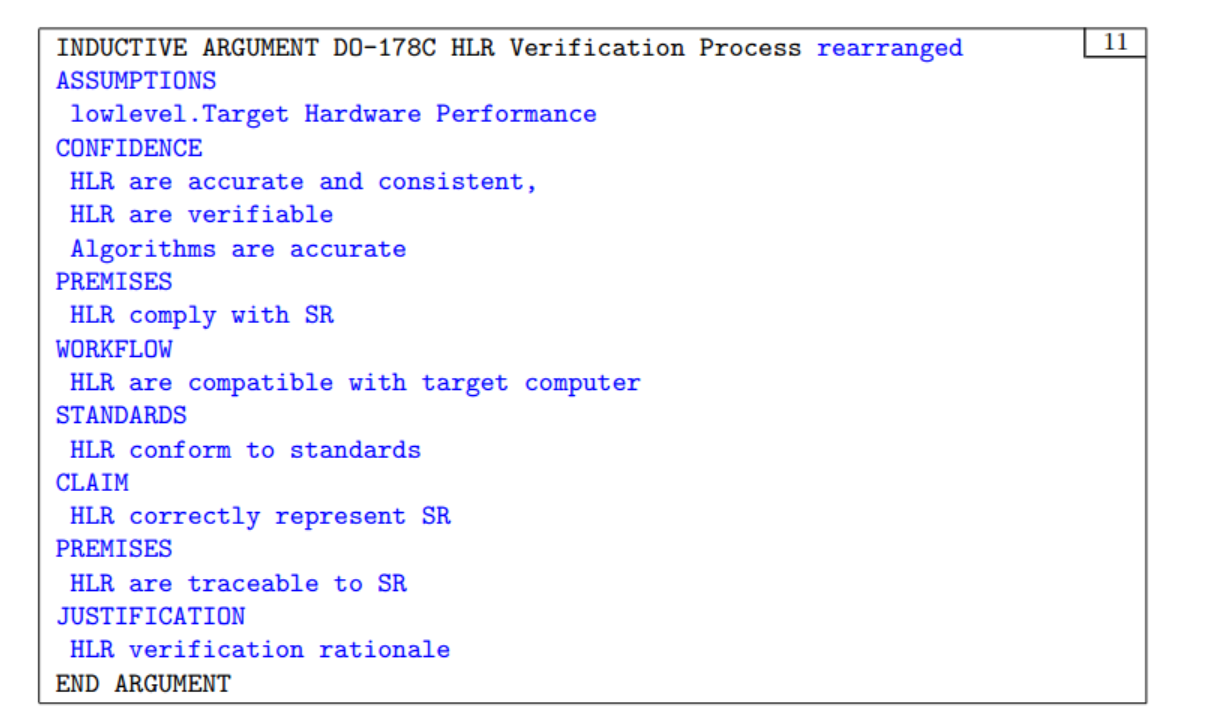 INDUCTIVE ARGUMENT DO-178C HLR Verification Process rearranged
11
ASSUMPTIONS
lowlevel.Target Hardware Performance
CONFIDENCE
HLR are accurate and consistent,
HLR are verifiable
Algorithms are accurate
PREMISES
HLR comply with SR
WORKFLOW
HLR are compatible with target computer
STANDARDS
HLR conform to standards
CLAIM
HLR correctly represent SR
PREMISES
HLR are traceable to SR
JUSTIFICATION
HLR verification rationale
END ARGUMENT